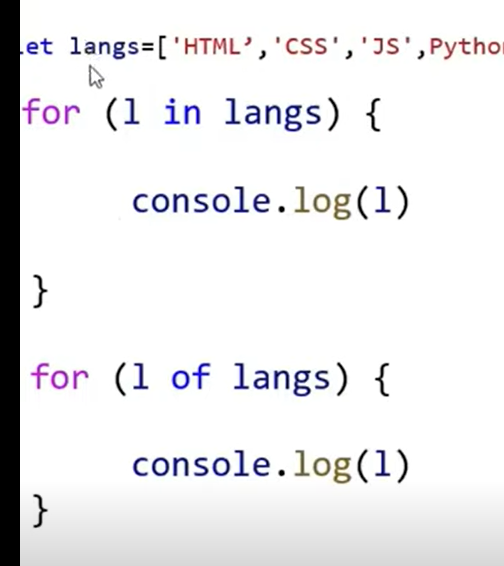 et langs=['HTML’,'CSS','JS',Pytho
for (l in langs) {
console.log(l)
}
for (l of langs) {
console.log(l)
}